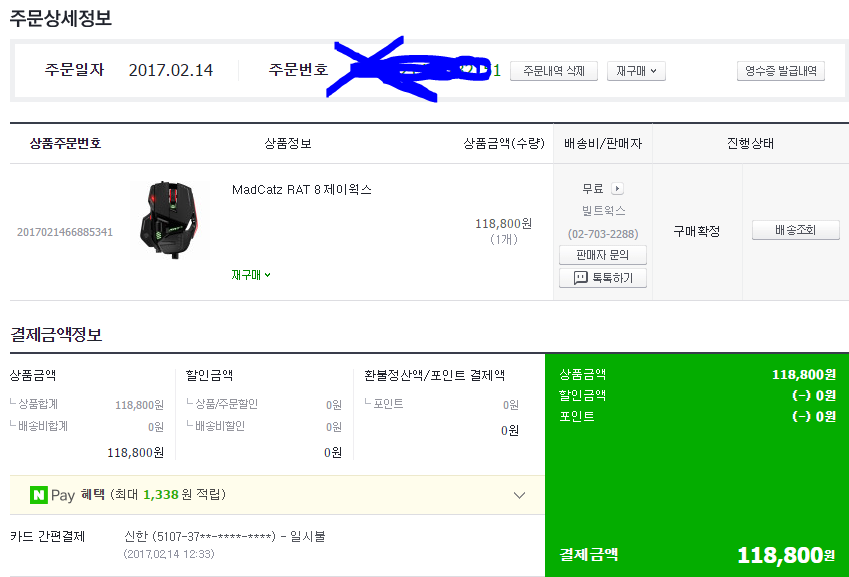 주문상세정보
주문일자 2017.02.14 주문번호 주문내역 삭제 재구매 영수증 발급내역
상품주문번호 상품정보 상품금액(수량) 배송비/판매자 진행상태
2017021466885341
MadCatz RAT 8 제이웍스
재구매
118,800원
(1개)
무료
빌트웍스
(02-703-2288)
판매자 문의
톡톡하기
구매확정
배송조회
결제금액정보
상품금액
상품합계 118,800원
배송비합계 0원
118,800원
할인금액
상품/주문할인 0원
배송비할인 0원
0원
환불정산액/포인트 결제액
포인트 0원
0원
N Pay 혜택 (최대 1,338 원 적립)
카드 간편결제 신한 (5107-37**-****-****) - 일시불
(2017.02.14 12:33)
상품금액 118,800원
할인금액 (-) 0원
포인트 (-) 0원
결제금액 118,800원